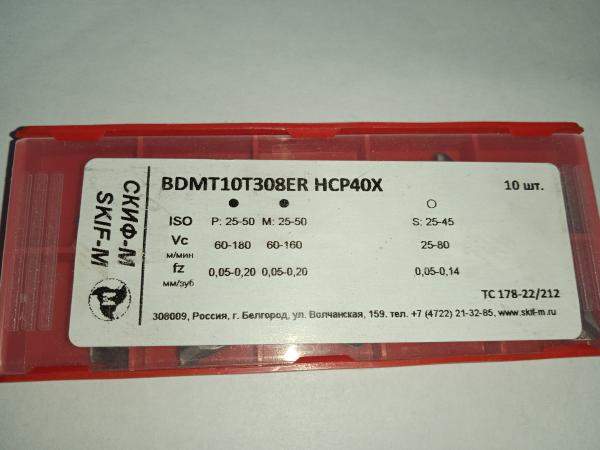 СКИФ-М
SKIF-M
M
BDMT10T308ER HCP40X 10 шт.
ISO P: 25-50 M: 25-50 S: 25-45
Vc 60-180 60-160 25-80
м/мин
fz 0,05-0,20 0,05-0,20 0,05-0,14
мм/зуб
ТС 178-22/212
308009, Россия, г. Белгород, ул. Волчанская, 159. тел. +7 (4722) 21-32-85, www.skif-m.ru